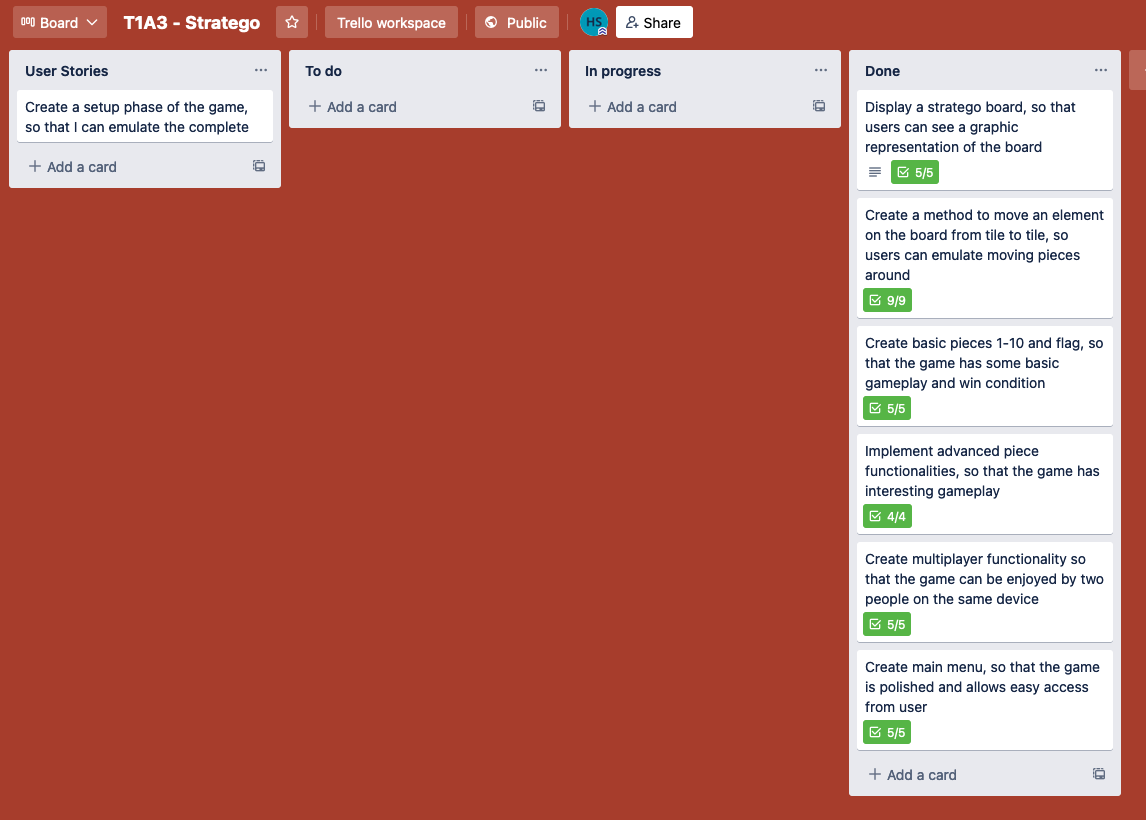 Board
T1A3 - Stratego
Trello workspace
Public
HS
Share
User Stories
Create a setup phase of the game,
so that I can emulate the complete
Add a card
To do
Add a card
In progress
Add a card
Done
Display a stratego board, so that
users can see a graphic
representation of the board
5/5
Create a method to move an element
on the board from tile to tile, so
users can emulate moving pieces
around
9/9
Create basic pieces 1-10 and flag, so
that the game has some basic
gameplay and win condition
5/5
Implement advanced piece
functionalities, so that the game has
interesting gameplay
4/4
Create multiplayer functionality so
that the game can be enjoyed by two
people on the same device
5/5
Create main menu, so that the game
is polished and allows easy access
from user
5/5
Add a card